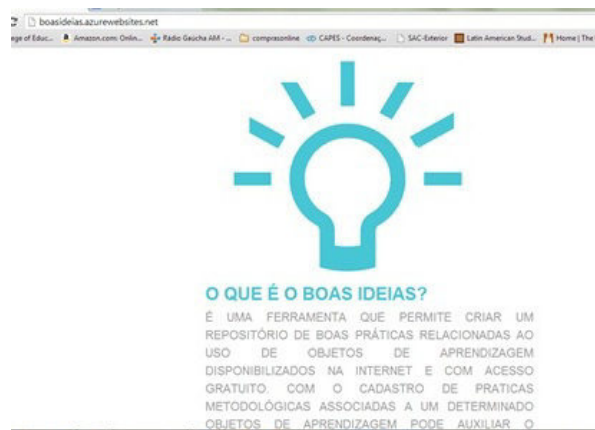 boasideias.azurewebsites.net
ege of Educ... Amazon.com: Onlin... Rádio Gaúcha AM - ... comprasonline CAPES - Coordenaç... SAC-Exterior Latin American Stud... Home | The
O QUE É O BOAS IDEIAS?
É UMA FERRAMENTA QUE PERMITE CRIAR UM
REPOSITÓRIO DE BOAS PRÁTICAS RELACIONADAS AO
USO DE OBJETOS DE APRENDIZAGEM
DISPONIBILIZADOS NA INTERNET E COM ACESSO
GRATUITO. COM O CADASTRO DE PRATICAS
METODOLÓGICAS ASSOCIADAS A UM DETERMINADO
OBJETOS DE APRENDIZAGEM PODE AUXILIAR O